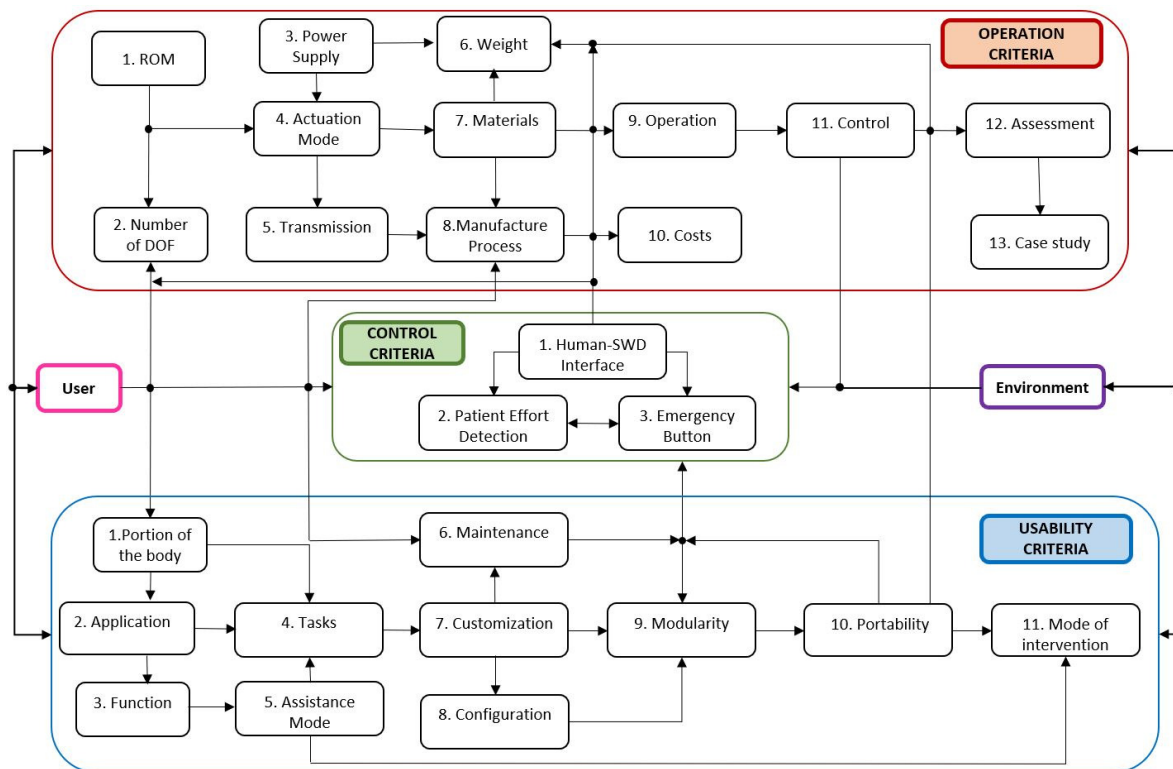 OPERATION
CRITERIA
1. ROM
3. Power
Supply
6. Weight
4. Actuation
Mode
7. Materials
9. Operation
11. Control
12. Assessment
2. Number
of DOF
5. Transmission
8.Manufacture
Process
10. Costs
13. Case study
CONTROL
CRITERIA
1. Human-SWD
Interface
User
Environment
2. Patient Effort
Detection
3. Emergency
Button
USABILITY
CRITERIA
1.Portion of
the body
6. Maintenance
2. Application
4. Tasks
7. Customization
9. Modularity
10. Portability
11. Mode of
intervention
3. Function
5. Assistance
Mode
8. Configuration